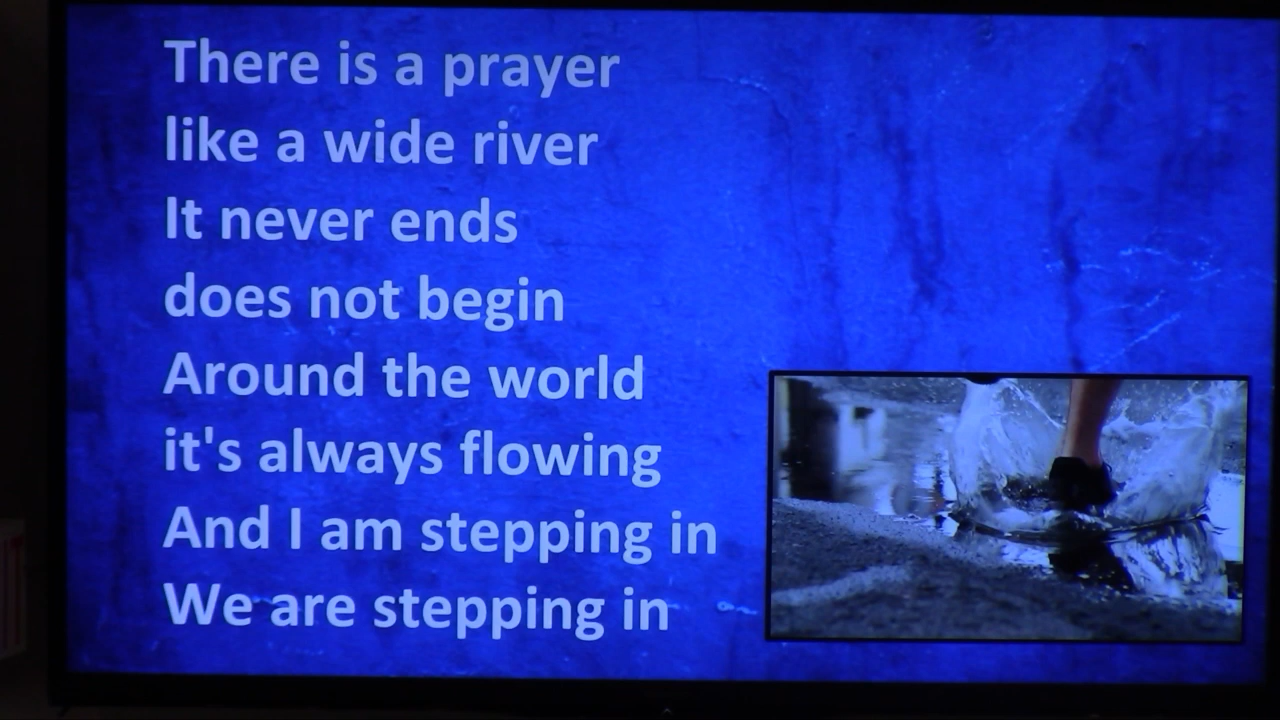 There is a prayer
like a wide river
It never ends
does not begin
Around the world
it's always flowing
And I am stepping in
We are stepping in